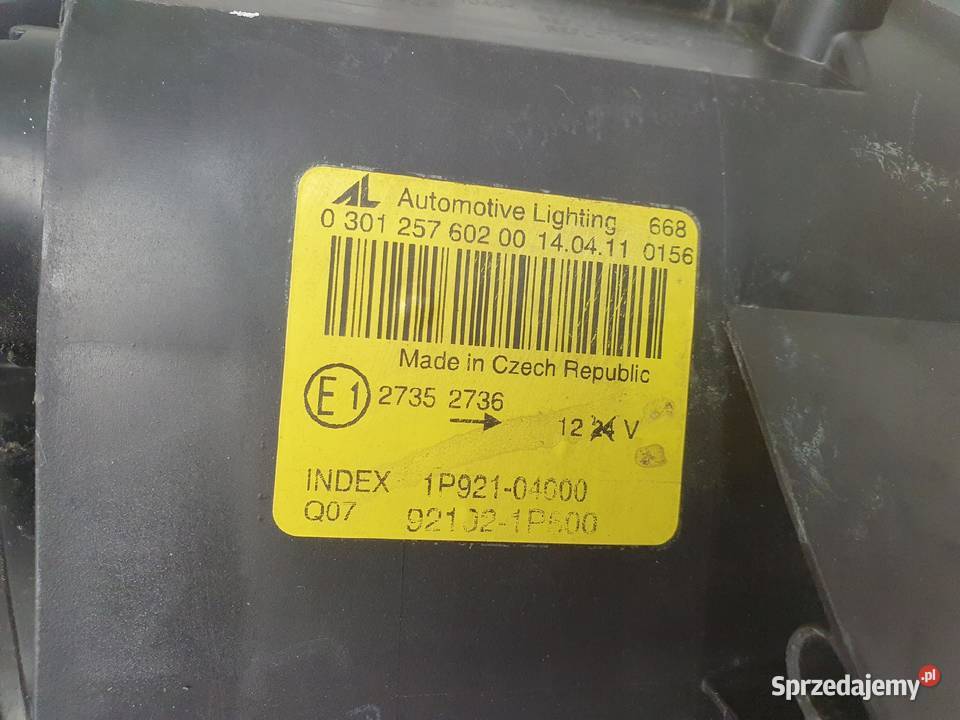 AL Automotive Lighting 668
0 301 257 602 00 14.04.11 0156
Made in Czech Republic
E1 2735 2736
12 24 V
INDEX 1P921-04000
Q07 92102-1P600
Sprzedajemy.pl